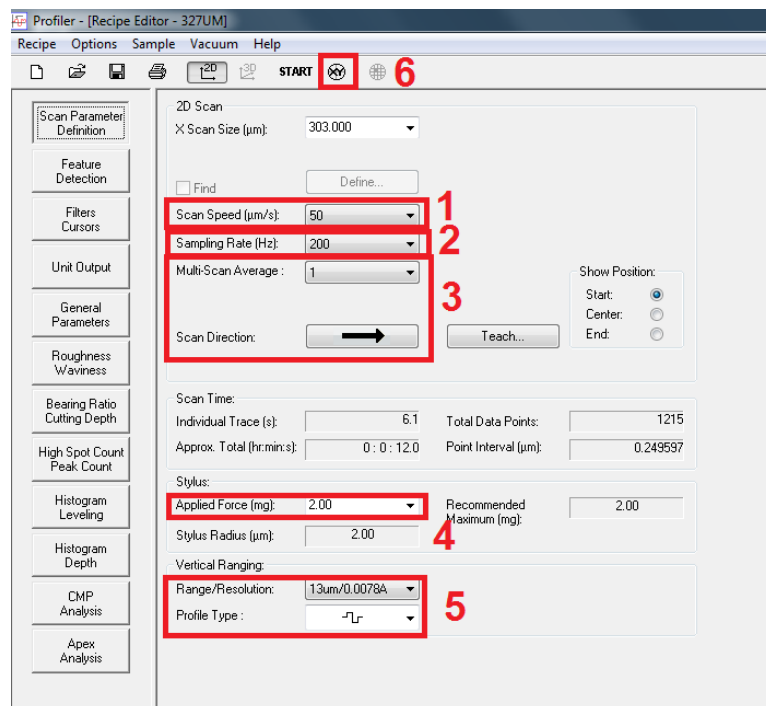 Profiler - [Recipe Editor - 327UM]
Recipe Options Sample Vacuum Help
2D 3D START XY 6
Scan Parameter
Definition
Feature
Detection
Filters
Cursors
Unit Output
General
Parameters
Roughness
Waviness
Bearing Ratio
Cutting Depth
High Spot Count
Peak Count
Histogram
Leveling
Histogram
Depth
CMP
Analysis
Apex
Analysis
2D Scan
X Scan Size (µm): 303.000
Find Define...
Scan Speed (µm/s): 50 1
Sampling Rate (Hz): 200 2
Multi-Scan Average : 1 3
Scan Direction: Teach...
Show Position:
Start:
Center:
End:
Scan Time:
Individual Trace (s): 6.1 Total Data Points: 1215
Approx. Total (hr:min:s): 0 : 0 : 12.0 Point Interval (µm): 0.249597
Stylus:
Applied Force (mg): 2.00 Recommended
Maximum (mg): 2.00
Stylus Radius (µm): 2.00 4
Vertical Ranging:
Range/Resolution: 13um/0.0078A 5
Profile Type :